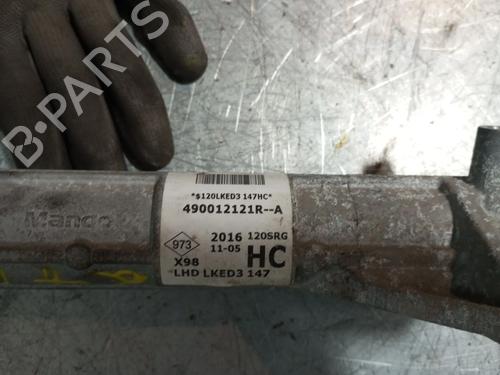 B-PARTS
*$120LKED3 147HC*
490012121R--A
Mando
973
2016 120SRG
11-05 HC
X98
LHD LKED3 147